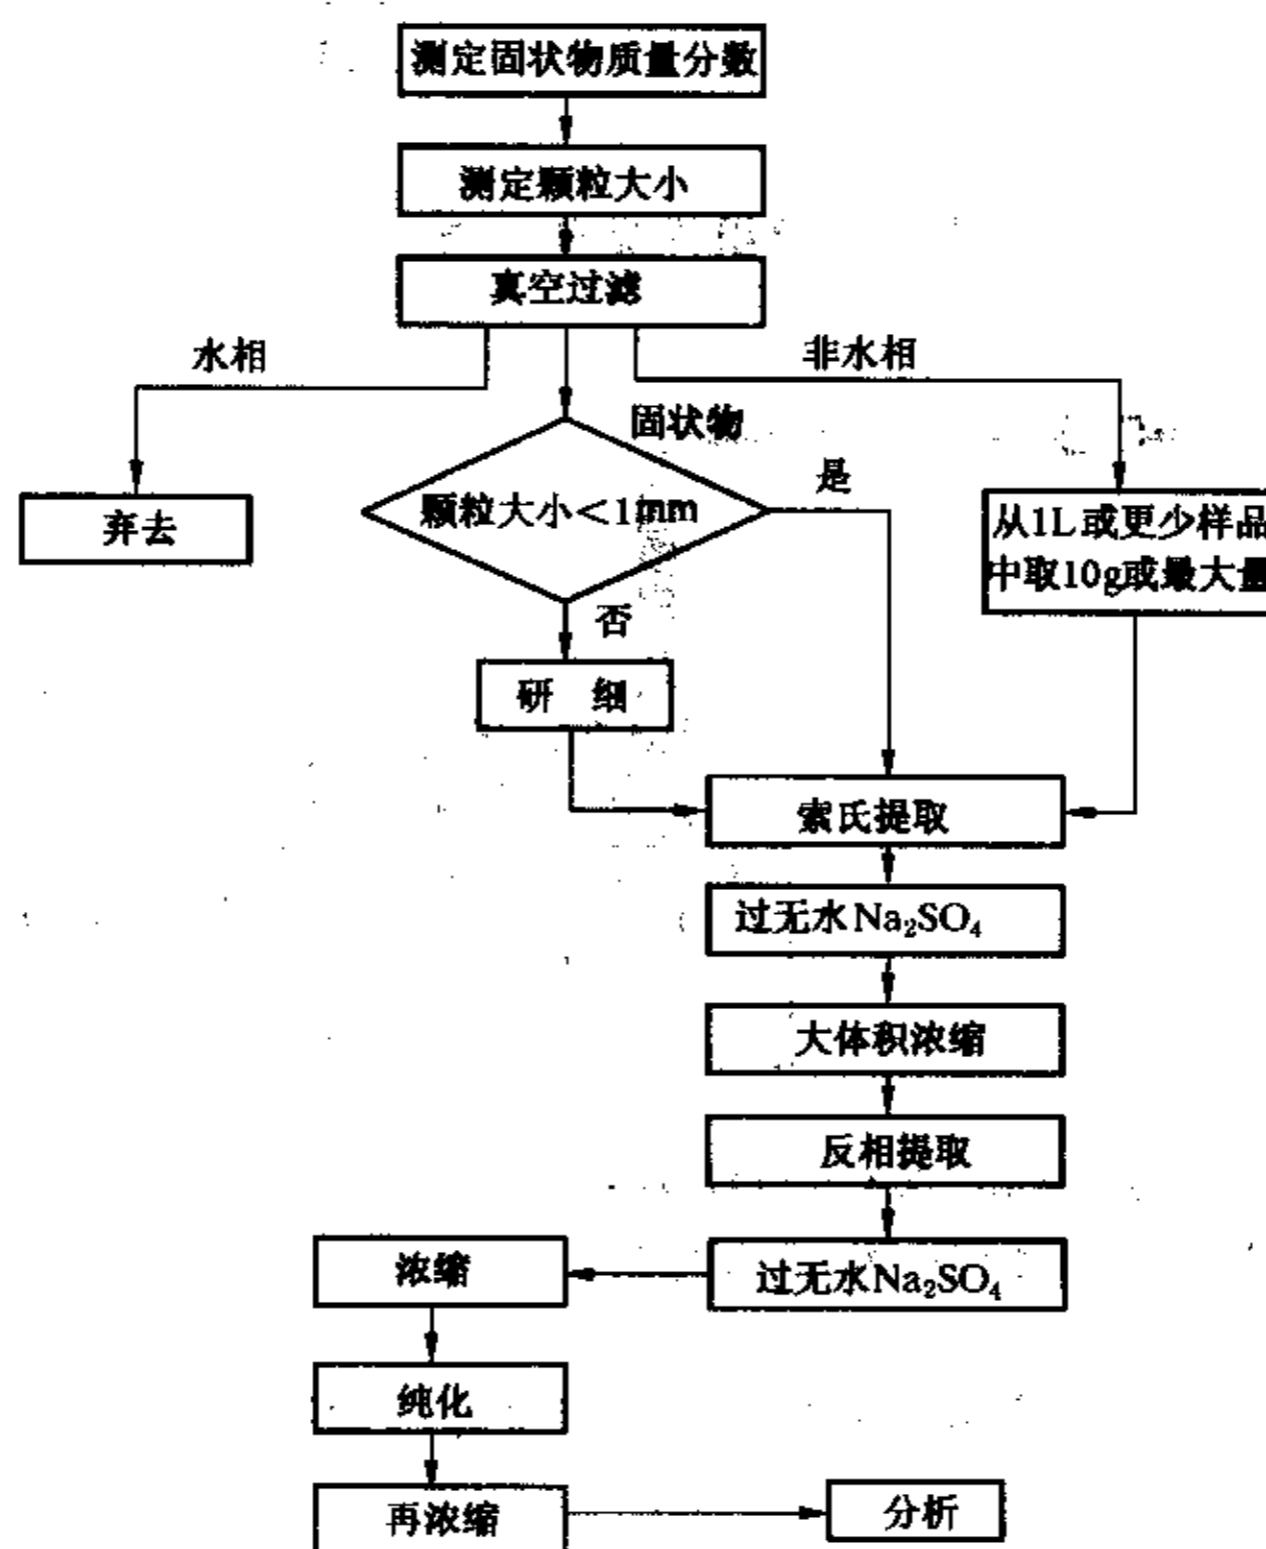 测定固状物质量分数
测定颗粒大小
真空过滤
水相
非水相
固状物
是
颗粒大小<1mm
弃去
从1L或更少样品
中取10g或最大量
否
研 细
索氏提取
过无水Na₂SO₄
大体积浓缩
反相提取
过无水Na₂SO₄
浓缩
纯化
再浓缩
分析